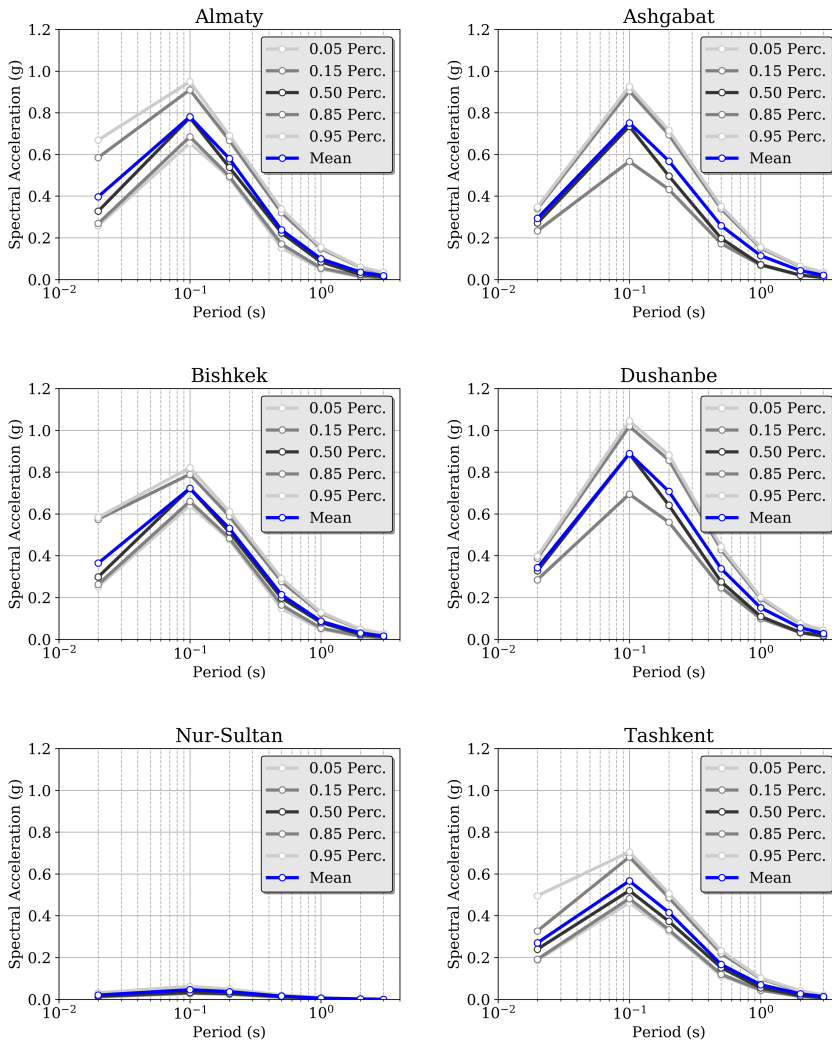 Almaty
Spectral Acceleration (g)
1.2
1.0
0.8
0.6
0.4
0.2
0.0
0.05 Perc.
0.15 Perc.
0.50 Perc.
0.85 Perc.
0.95 Perc.
Mean
10⁻² 10⁻¹ 10⁰
Period (s)
Ashgabat
Spectral Acceleration (g)
1.2
1.0
0.8
0.6
0.4
0.2
0.0
0.05 Perc.
0.15 Perc.
0.50 Perc.
0.85 Perc.
0.95 Perc.
Mean
10⁻² 10⁻¹ 10⁰
Period (s)
Bishkek
Spectral Acceleration (g)
1.2
1.0
0.8
0.6
0.4
0.2
0.0
0.05 Perc.
0.15 Perc.
0.50 Perc.
0.85 Perc.
0.95 Perc.
Mean
10⁻² 10⁻¹ 10⁰
Period (s)
Dushanbe
Spectral Acceleration (g)
1.2
1.0
0.8
0.6
0.4
0.2
0.0
0.05 Perc.
0.15 Perc.
0.50 Perc.
0.85 Perc.
0.95 Perc.
Mean
10⁻² 10⁻¹ 10⁰
Period (s)
Nur-Sultan
Spectral Acceleration (g)
1.2
1.0
0.8
0.6
0.4
0.2
0.0
0.05 Perc.
0.15 Perc.
0.50 Perc.
0.85 Perc.
0.95 Perc.
Mean
10⁻² 10⁻¹ 10⁰
Period (s)
Tashkent
Spectral Acceleration (g)
1.2
1.0
0.8
0.6
0.4
0.2
0.0
0.05 Perc.
0.15 Perc.
0.50 Perc.
0.85 Perc.
0.95 Perc.
Mean
10⁻² 10⁻¹ 10⁰
Period (s)